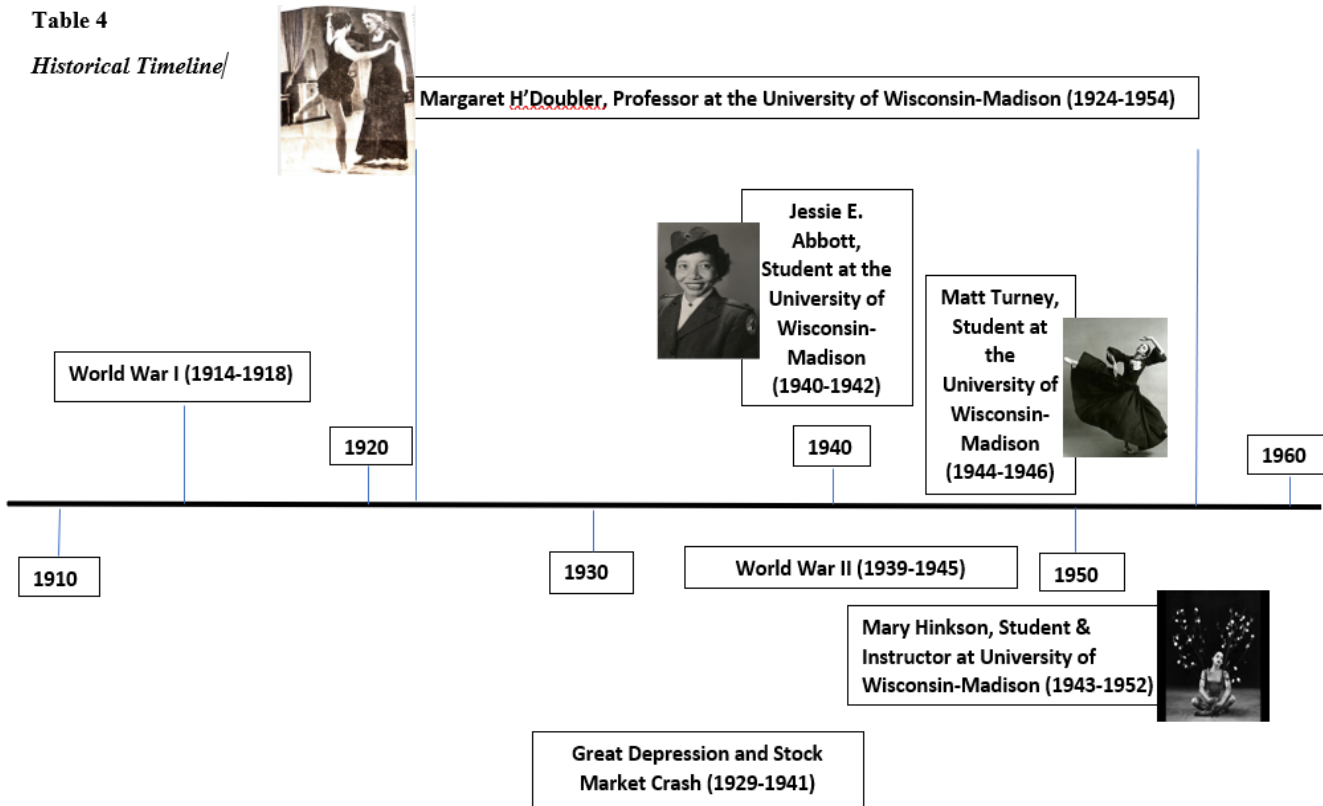 Table 4
Historical Timeline
Margaret H'Doubler, Professor at the University of Wisconsin-Madison (1924-1954)
Jessie E.
Abbott,
Student at the
University of
Wisconsin-
Madison
(1940-1942)
Matt Turney,
Student at
the
University of
Wisconsin-
Madison
(1944-1946)
World War I (1914-1918)
1920
1940
1960
1910
1930
World War II (1939-1945)
1950
Mary Hinkson, Student &
Instructor at University of
Wisconsin-Madison (1943-1952)
Great Depression and Stock
Market Crash (1929-1941)